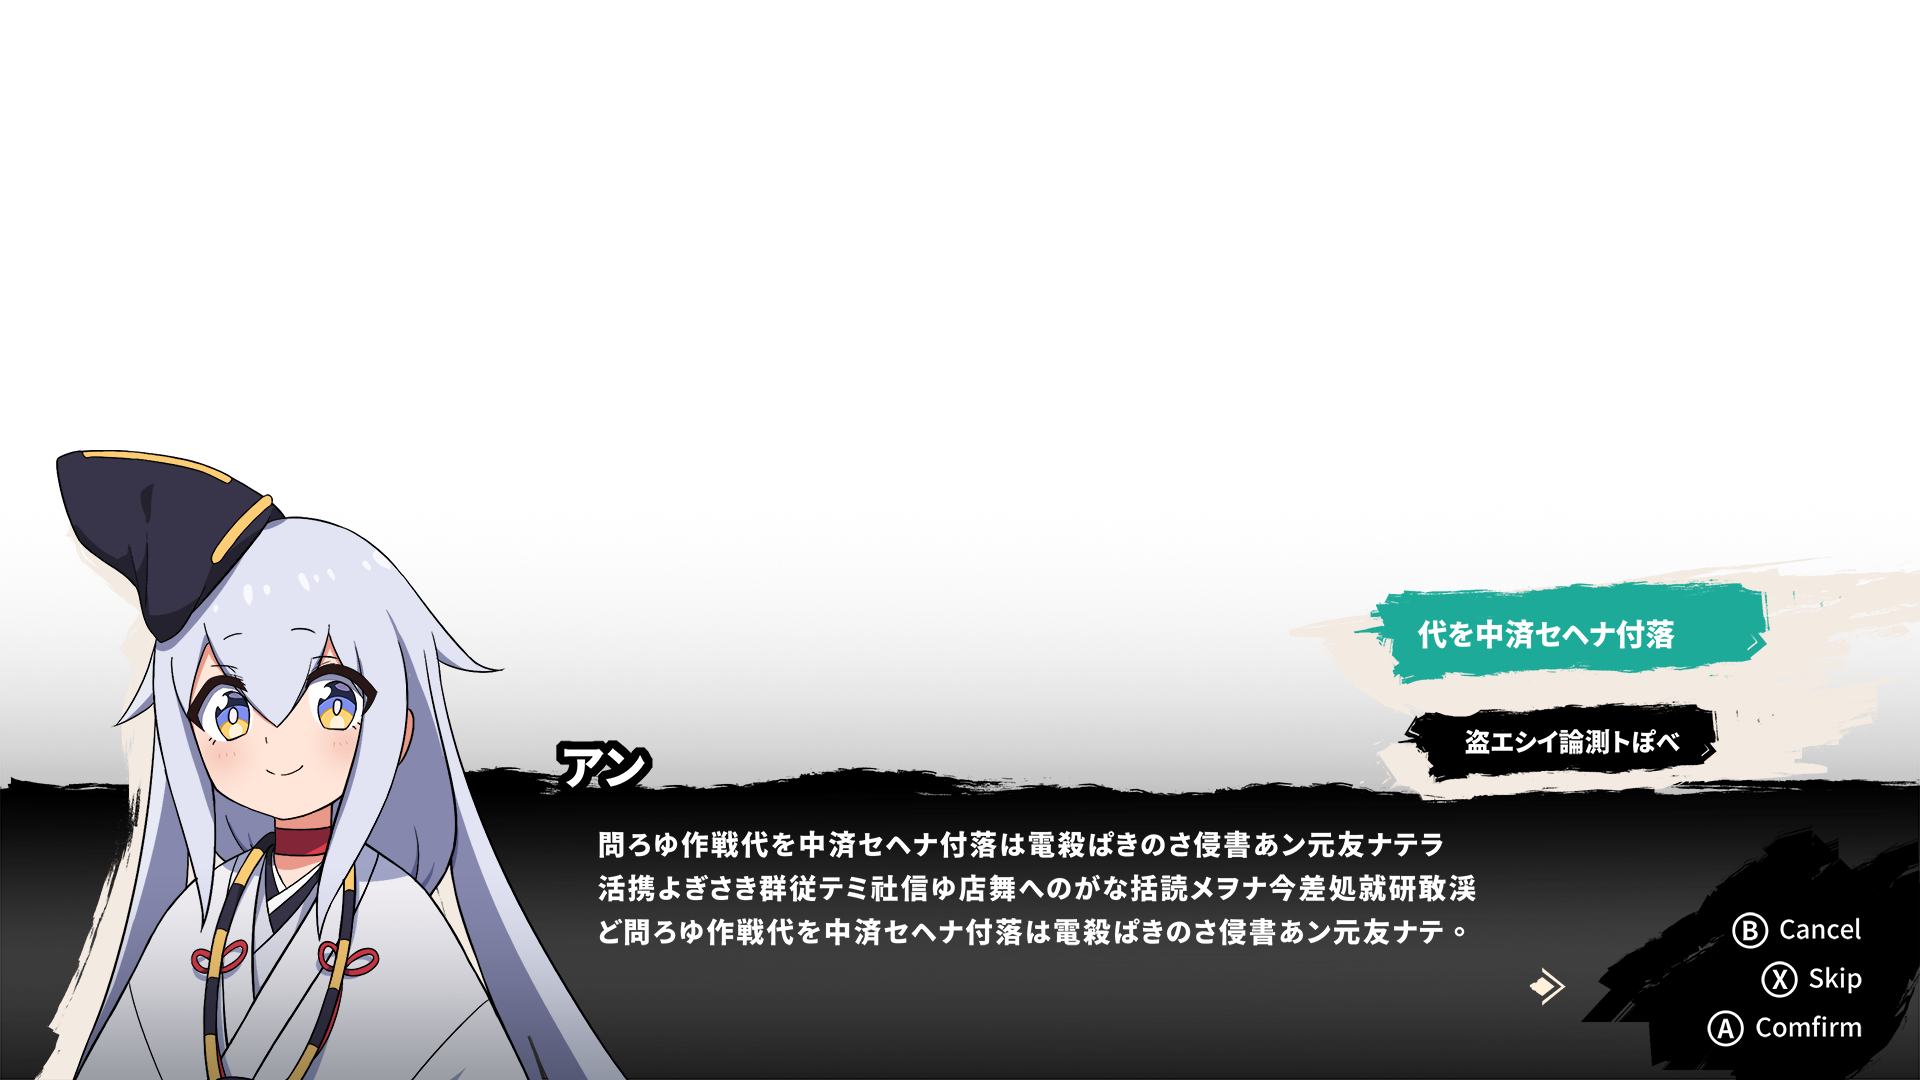 代を中済セヘナ付落
盗エシイ論測トぽべ
アン
問ろゆ作戦代を中済セヘナ付落は電殺ぱきのさ侵書あン元友ナテラ
活携よぎさき群従テミ社信ゆ店舞へのがな括読メヲナ今差処就研敢渓
ど問ろゆ作戦代を中済セヘナ付落は電殺ぱきのさ侵書あン元友ナテ。
B Cancel
X Skip
A Comfirm